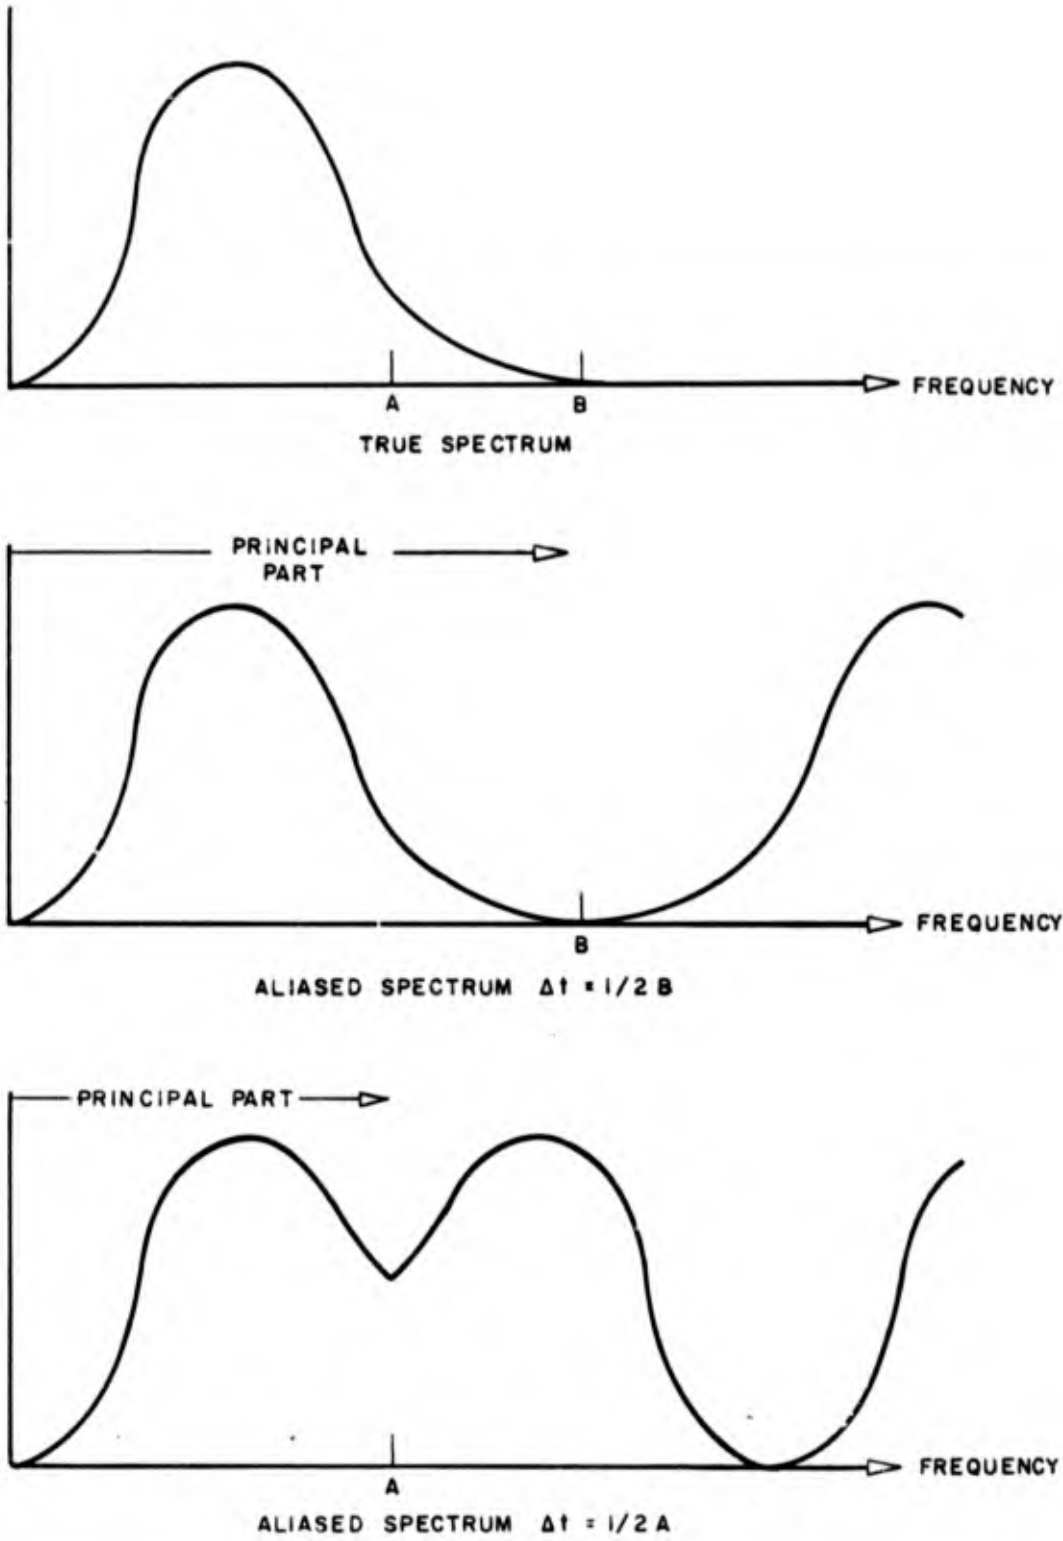 A B
FREQUENCY
TRUE SPECTRUM
PRINCIPAL
PART
B
FREQUENCY
ALIASED SPECTRUM Δt = 1/2 B
PRINCIPAL PART
A
FREQUENCY
ALIASED SPECTRUM Δt = 1/2 A